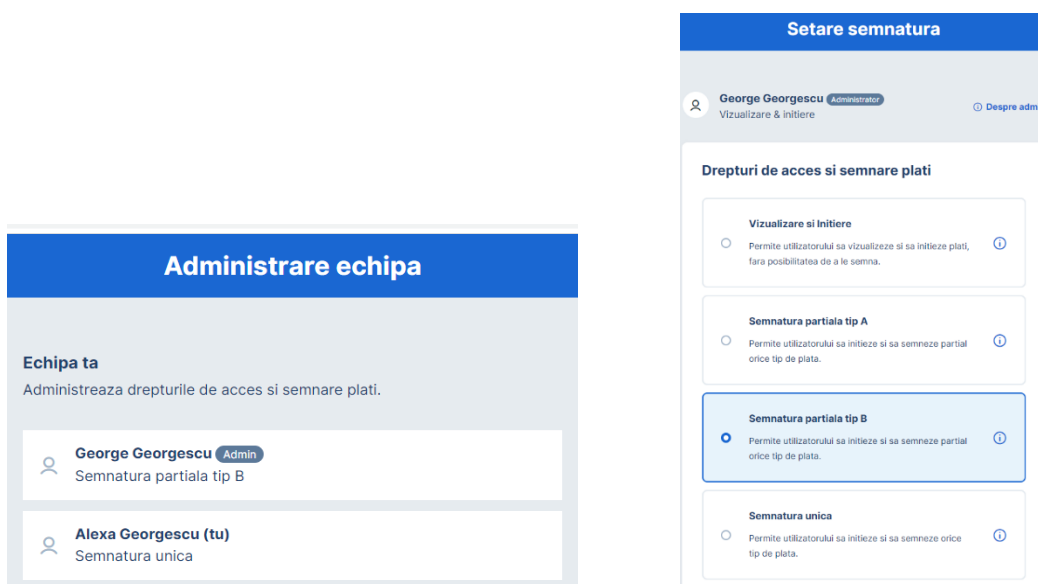 Administrare echipa
Echipa ta
Administreaza drepturile de acces si semnare plati.
George Georgescu Admin
Semnatura partiala tip B
Alexa Georgescu (tu)
Semnatura unica
Setare semnatura
George Georgescu Administrator
Vizualizare & initiere
Despre adm
Drepturi de acces si semnare plati
Vizualizare si Initiere
Permite utilizatorului sa vizualizeze si sa initieze plati,
fara posibilitatea de a le semna.
Semnatura partiala tip A
Permite utilizatorului sa initieze si sa semneze partial
orice tip de plata.
Semnatura partiala tip B
Permite utilizatorului sa initieze si sa semneze partial
orice tip de plata.
Semnatura unica
Permite utilizatorului sa initieze si sa semneze orice
tip de plata.